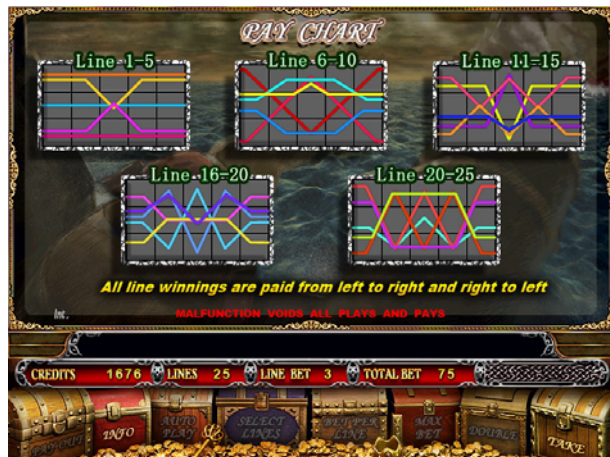 PAY CHART
Line 1-5
Line 6-10
Line 11-15
Line 16-20
Line 20-25
All line winnings are paid from left to right and right to left
Inc.
MALFUNCTION VOIDS ALL PLAYS AND PAYS
CREDITS 1676 LINES 25 LINE BET 3 TOTAL BET 75
PAY OUT
INFO
AUTO
PLAY
SELECT
LINES
BET PER
LINE
MAX
BET
DOUBLE
TAKE